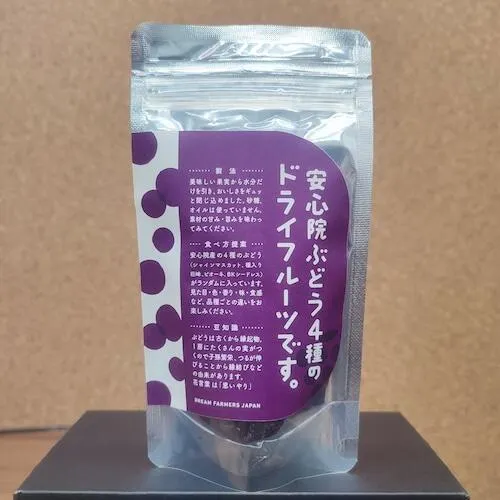 安心院ぶどう4種の
ドライフルーツです。
製法
美味しい果実から水分だ
けを引き、おいしさをギュッ
と閉じ込めました。砂糖、
オイルは使っていません。
素材の甘み・旨みを味わっ
てみてください。
食べ方提案
安心院産の4種のぶどう
(シャインマスカット、種入り
巨峰、ピオーネ、BKシードレス)
がランダムに入っています。
見た目・色・香り・味・食感
など、品種ごとの違いをお
楽しみください。
豆知識
ぶどうは古くから縁起物。
1房にたくさんの実がつ
くので子孫繁栄、つるが伸
びることから縁結びなど
の由来があります。
花言葉は「思いやり」
DREAM FARMERS JAPAN